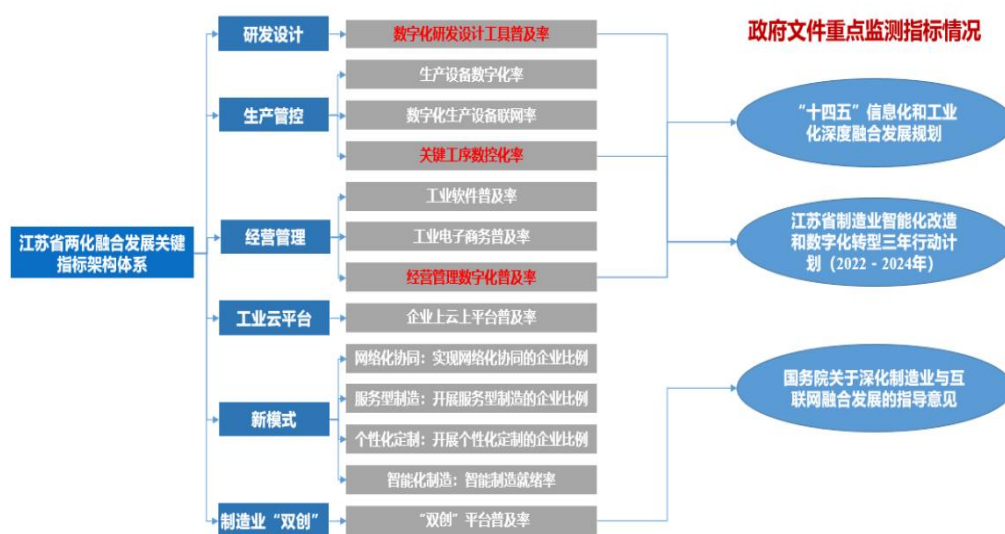 政府文件重点监测指标情况
江苏省两化融合发展关键
指标架构体系
研发设计
数字化研发设计工具普及率
生产管控
生产设备数字化率
数字化生产设备联网率
关键工序数控化率
经营管理
工业软件普及率
工业电子商务普及率
经营管理数字化普及率
工业云平台
企业上云上平台普及率
新模式
网络化协同：实现网络化协同的企业比例
服务型制造：开展服务型制造的企业比例
个性化定制：开展个性化定制的企业比例
智能化制造：智能制造就绪率
制造业“双创”
“双创”平台普及率
“十四五”信息化和工业
化深度融合发展规划
江苏省制造业智能化改造
和数字化转型三年行动计
划（2022 - 2024年）
国务院关于深化制造业与互
联网融合发展的指导意见